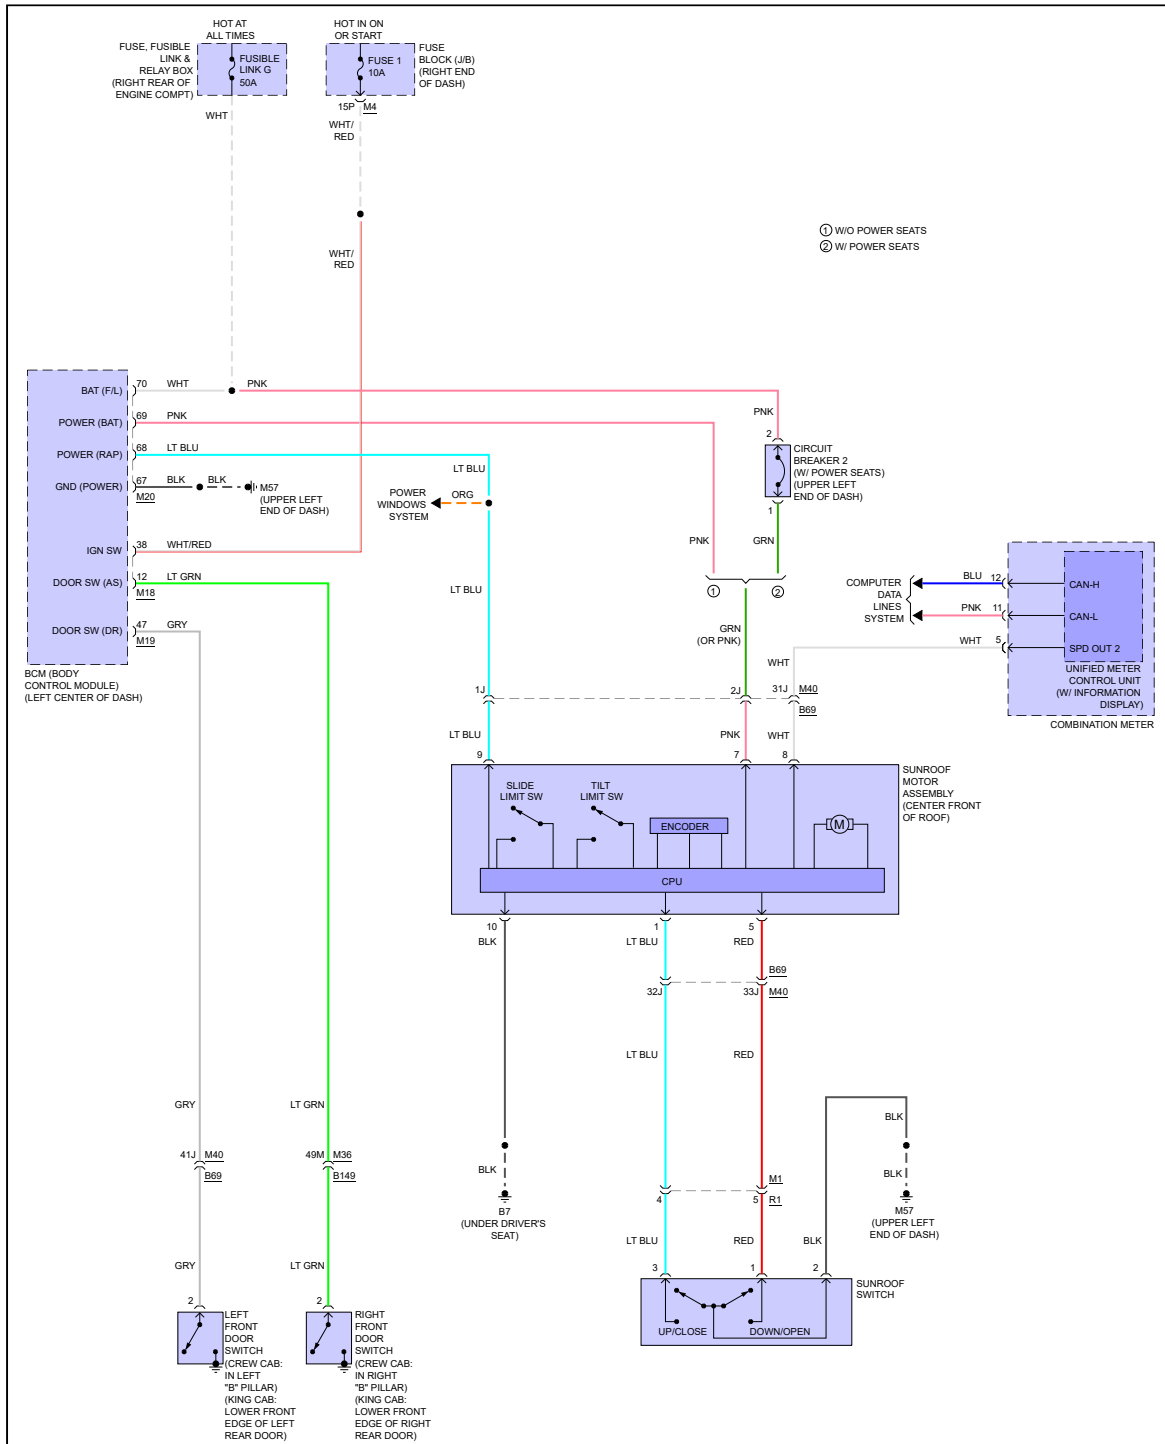 HOT AT
ALL TIMES
HOT IN ON
OR START
FUSE, FUSIBLE
LINK &
RELAY BOX
(RIGHT REAR OF
ENGINE COMPT)
FUSIBLE
LINK G
50A
FUSE 1
10A
FUSE
BLOCK (J/B)
(RIGHT END
OF DASH)
WHT
15P M4
WHT/
RED
WHT/
RED
1 W/O POWER SEATS
2 W/ POWER SEATS
BAT (F/L) 70 WHT PNK
POWER (BAT) 69 PNK
POWER (RAP) 68 LT BLU
GND (POWER) 67 BLK BLK M57
(UPPER LEFT
END OF DASH)
M20
IGN SW 38 WHT/RED
DOOR SW (AS) 12 LT GRN
M18
DOOR SW (DR) 47 GRY
M19
BCM (BODY
CONTROL MODULE)
(LEFT CENTER OF DASH)
PNK
2
CIRCUIT
BREAKER 2
(W/ POWER SEATS)
(UPPER LEFT
END OF DASH)
1
LT BLU
POWER
WINDOWS
SYSTEM
ORG
PNK GRN
1 2
LT BLU
GRN
(OR PNK)
COMPUTER
DATA
LINES
SYSTEM
BLU 12 CAN-H
PNK 11 CAN-L
WHT 5 SPD OUT 2
UNIFIED METER
CONTROL UNIT
(W/ INFORMATION
DISPLAY)
COMBINATION METER
WHT
1J 2J 31J M40
B69
LT BLU PNK WHT
9 7 8
SUNROOF
MOTOR
ASSEMBLY
(CENTER FRONT
OF ROOF)
SLIDE
LIMIT SW
TILT
LIMIT SW
ENCODER
M
CPU
10 1 5
BLK LT BLU RED
B69
32J 33J M40
LT BLU RED
GRY LT GRN
41J M40
B69
49M M36
B149
BLK
B7
(UNDER DRIVER'S
SEAT)
M1
4 5 R1
BLK
BLK
M57
(UPPER LEFT
END OF DASH)
LT BLU RED BLK
3 1 2
SUNROOF
SWITCH
UP/CLOSE DOWN/OPEN
GRY LT GRN
2 2
LEFT
FRONT
DOOR
SWITCH
(CREW CAB:
IN LEFT
"B" PILLAR)
(KING CAB:
LOWER FRONT
EDGE OF LEFT
REAR DOOR)
RIGHT
FRONT
DOOR
SWITCH
(CREW CAB:
IN RIGHT
"B" PILLAR)
(KING CAB:
LOWER FRONT
EDGE OF RIGHT
REAR DOOR)